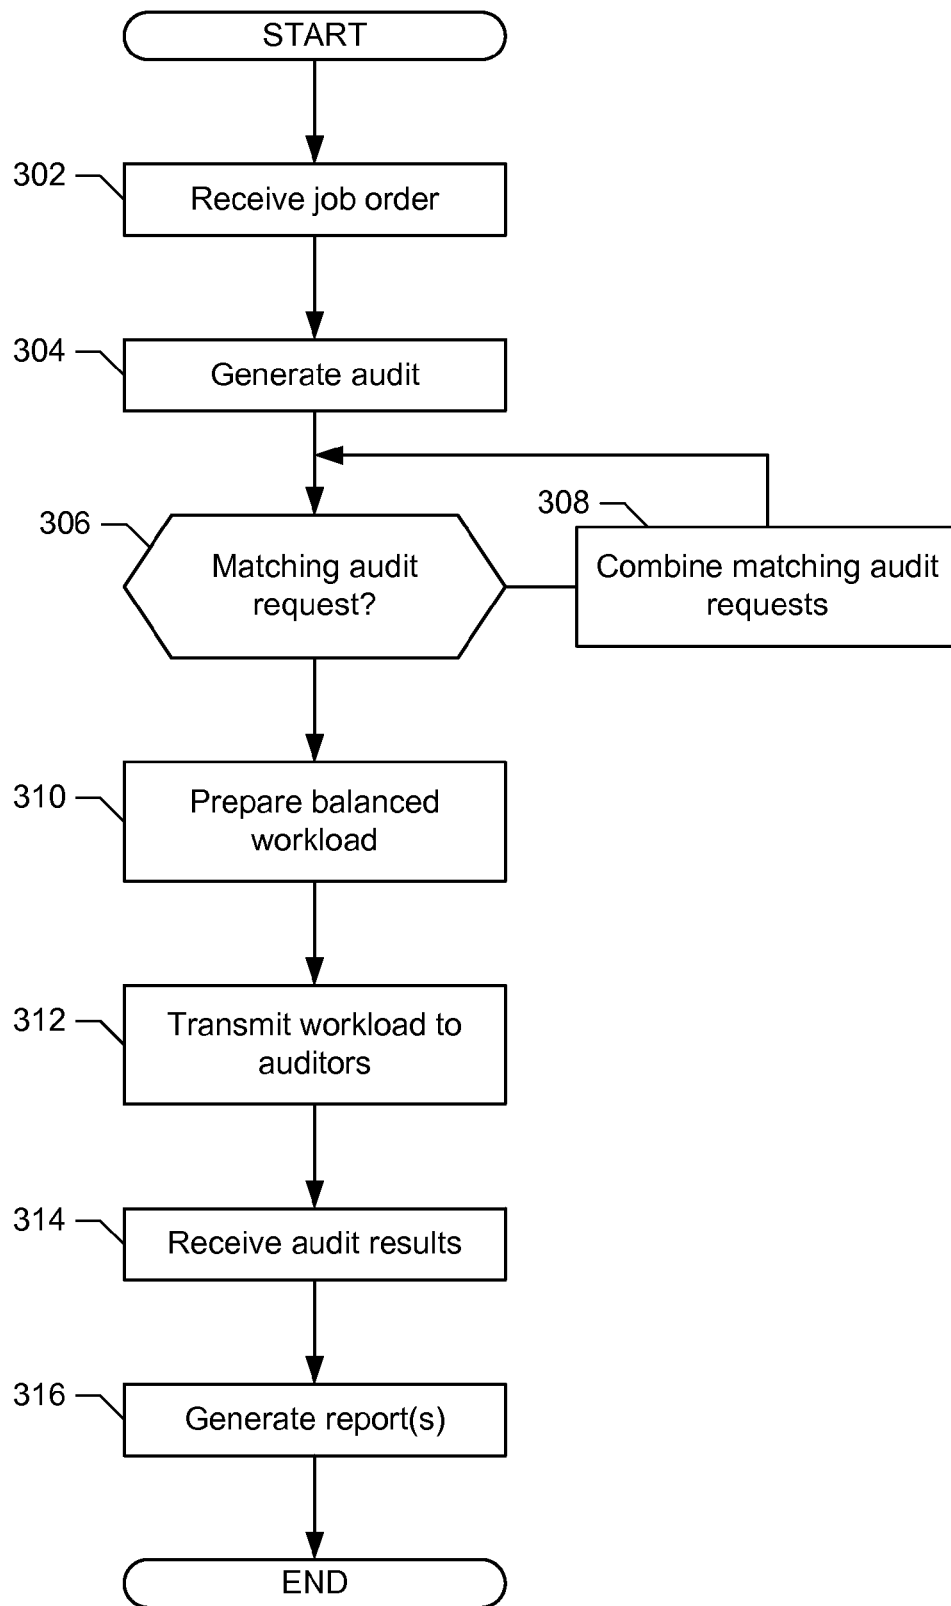 START
302
Receive job order
304
Generate audit
306
Matching audit
request?
308
Combine matching audit
requests
310
Prepare balanced
workload
312
Transmit workload to
auditors
314
Receive audit results
316
Generate report(s)
END